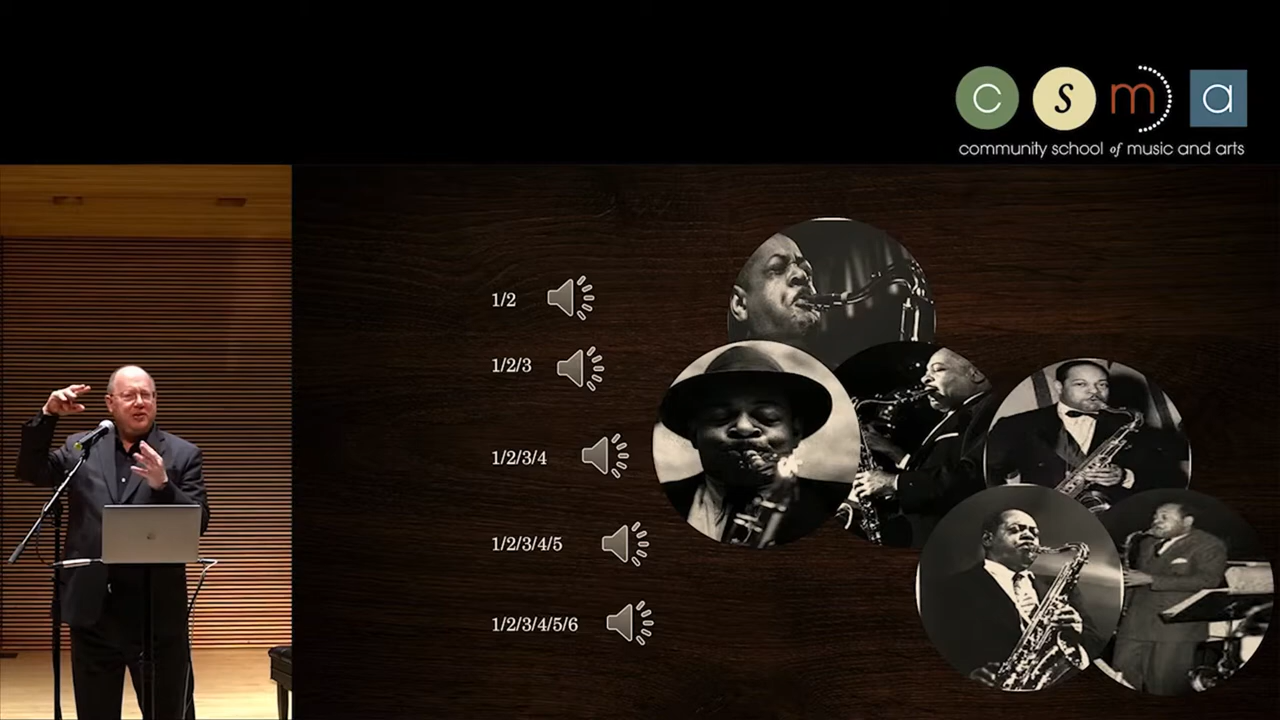 c s m a
community school of music and arts
1/2
1/2/3
1/2/3/4
1/2/3/4/5
1/2/3/4/5/6